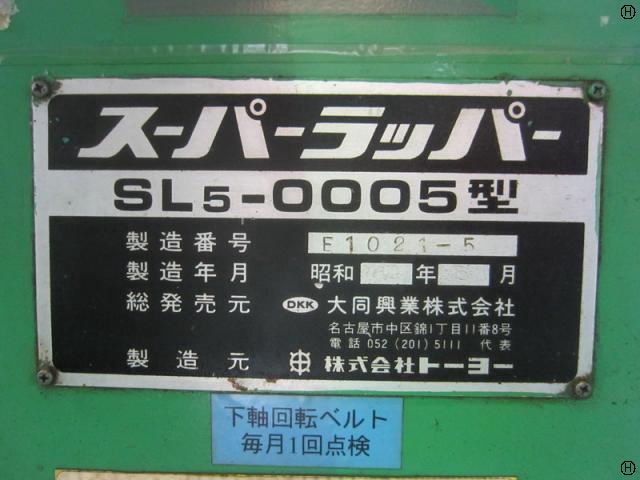 スーパーラッパー
SL5-0005型
製造番号 E1021-5
製造年月 昭和 年 月
総発売元 DKK 大同興業株式会社
名古屋市中区錦1丁目11番8号
電話 052 (201) 5111 代表
製造元 株式会社トーヨー
下軸回転ベルト
毎月1回点検